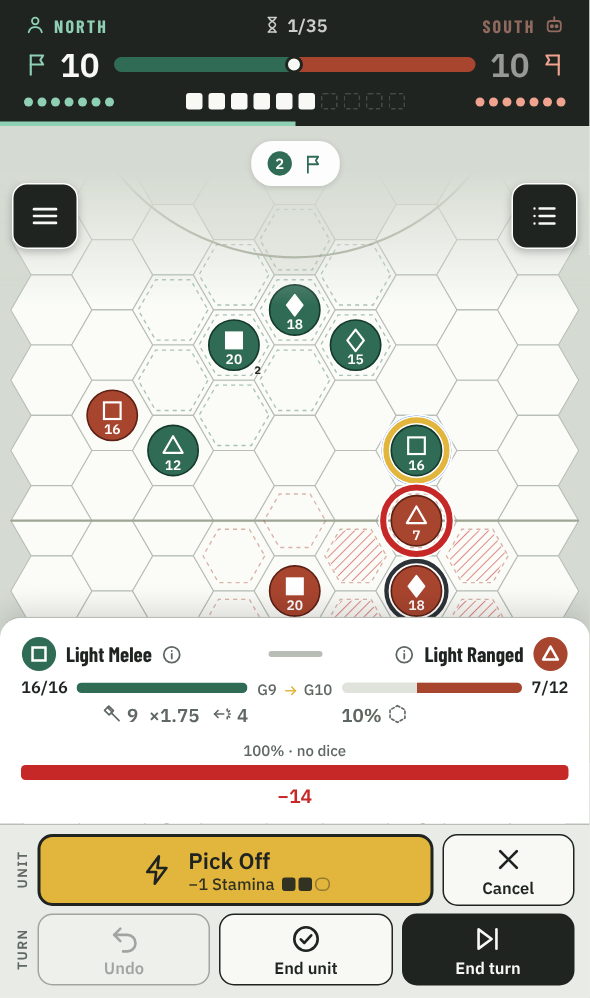 NORTH
1/35
SOUTH
10
10
2
18
20
2
15
16
12
16
7
20
18
Light Melee
Light Ranged
16/16
G9 → G10
7/12
9 ×1.75 4
10%
100% · no dice
−14
UNIT
Pick Off
−1 Stamina
Cancel
TURN
Undo
End unit
End turn